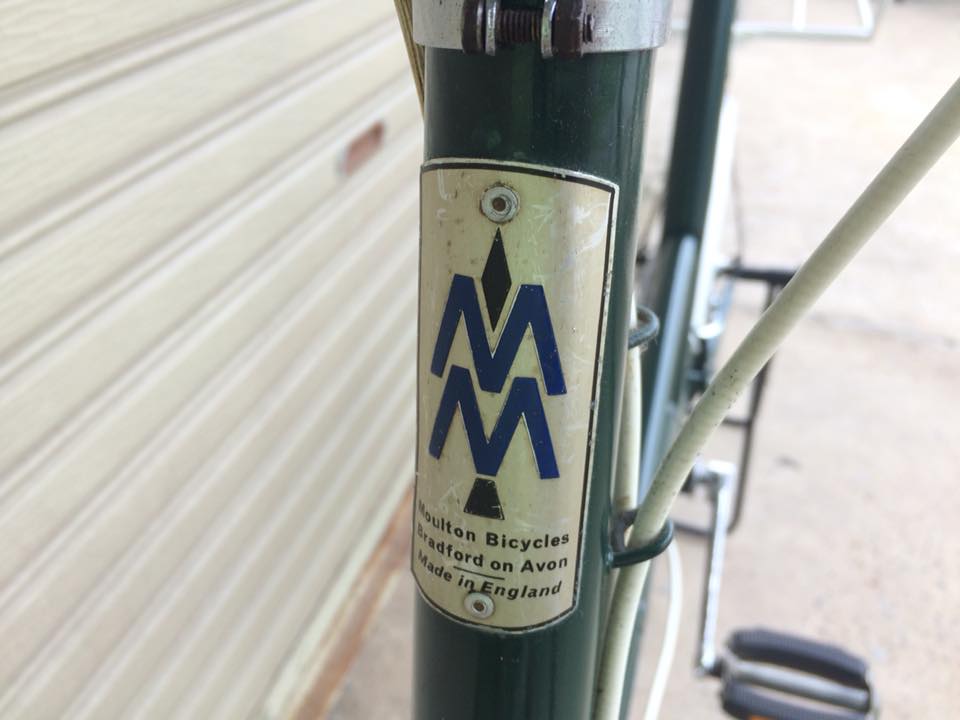 M
M
Moulton Bicycles
Bradford on Avon
Made in England